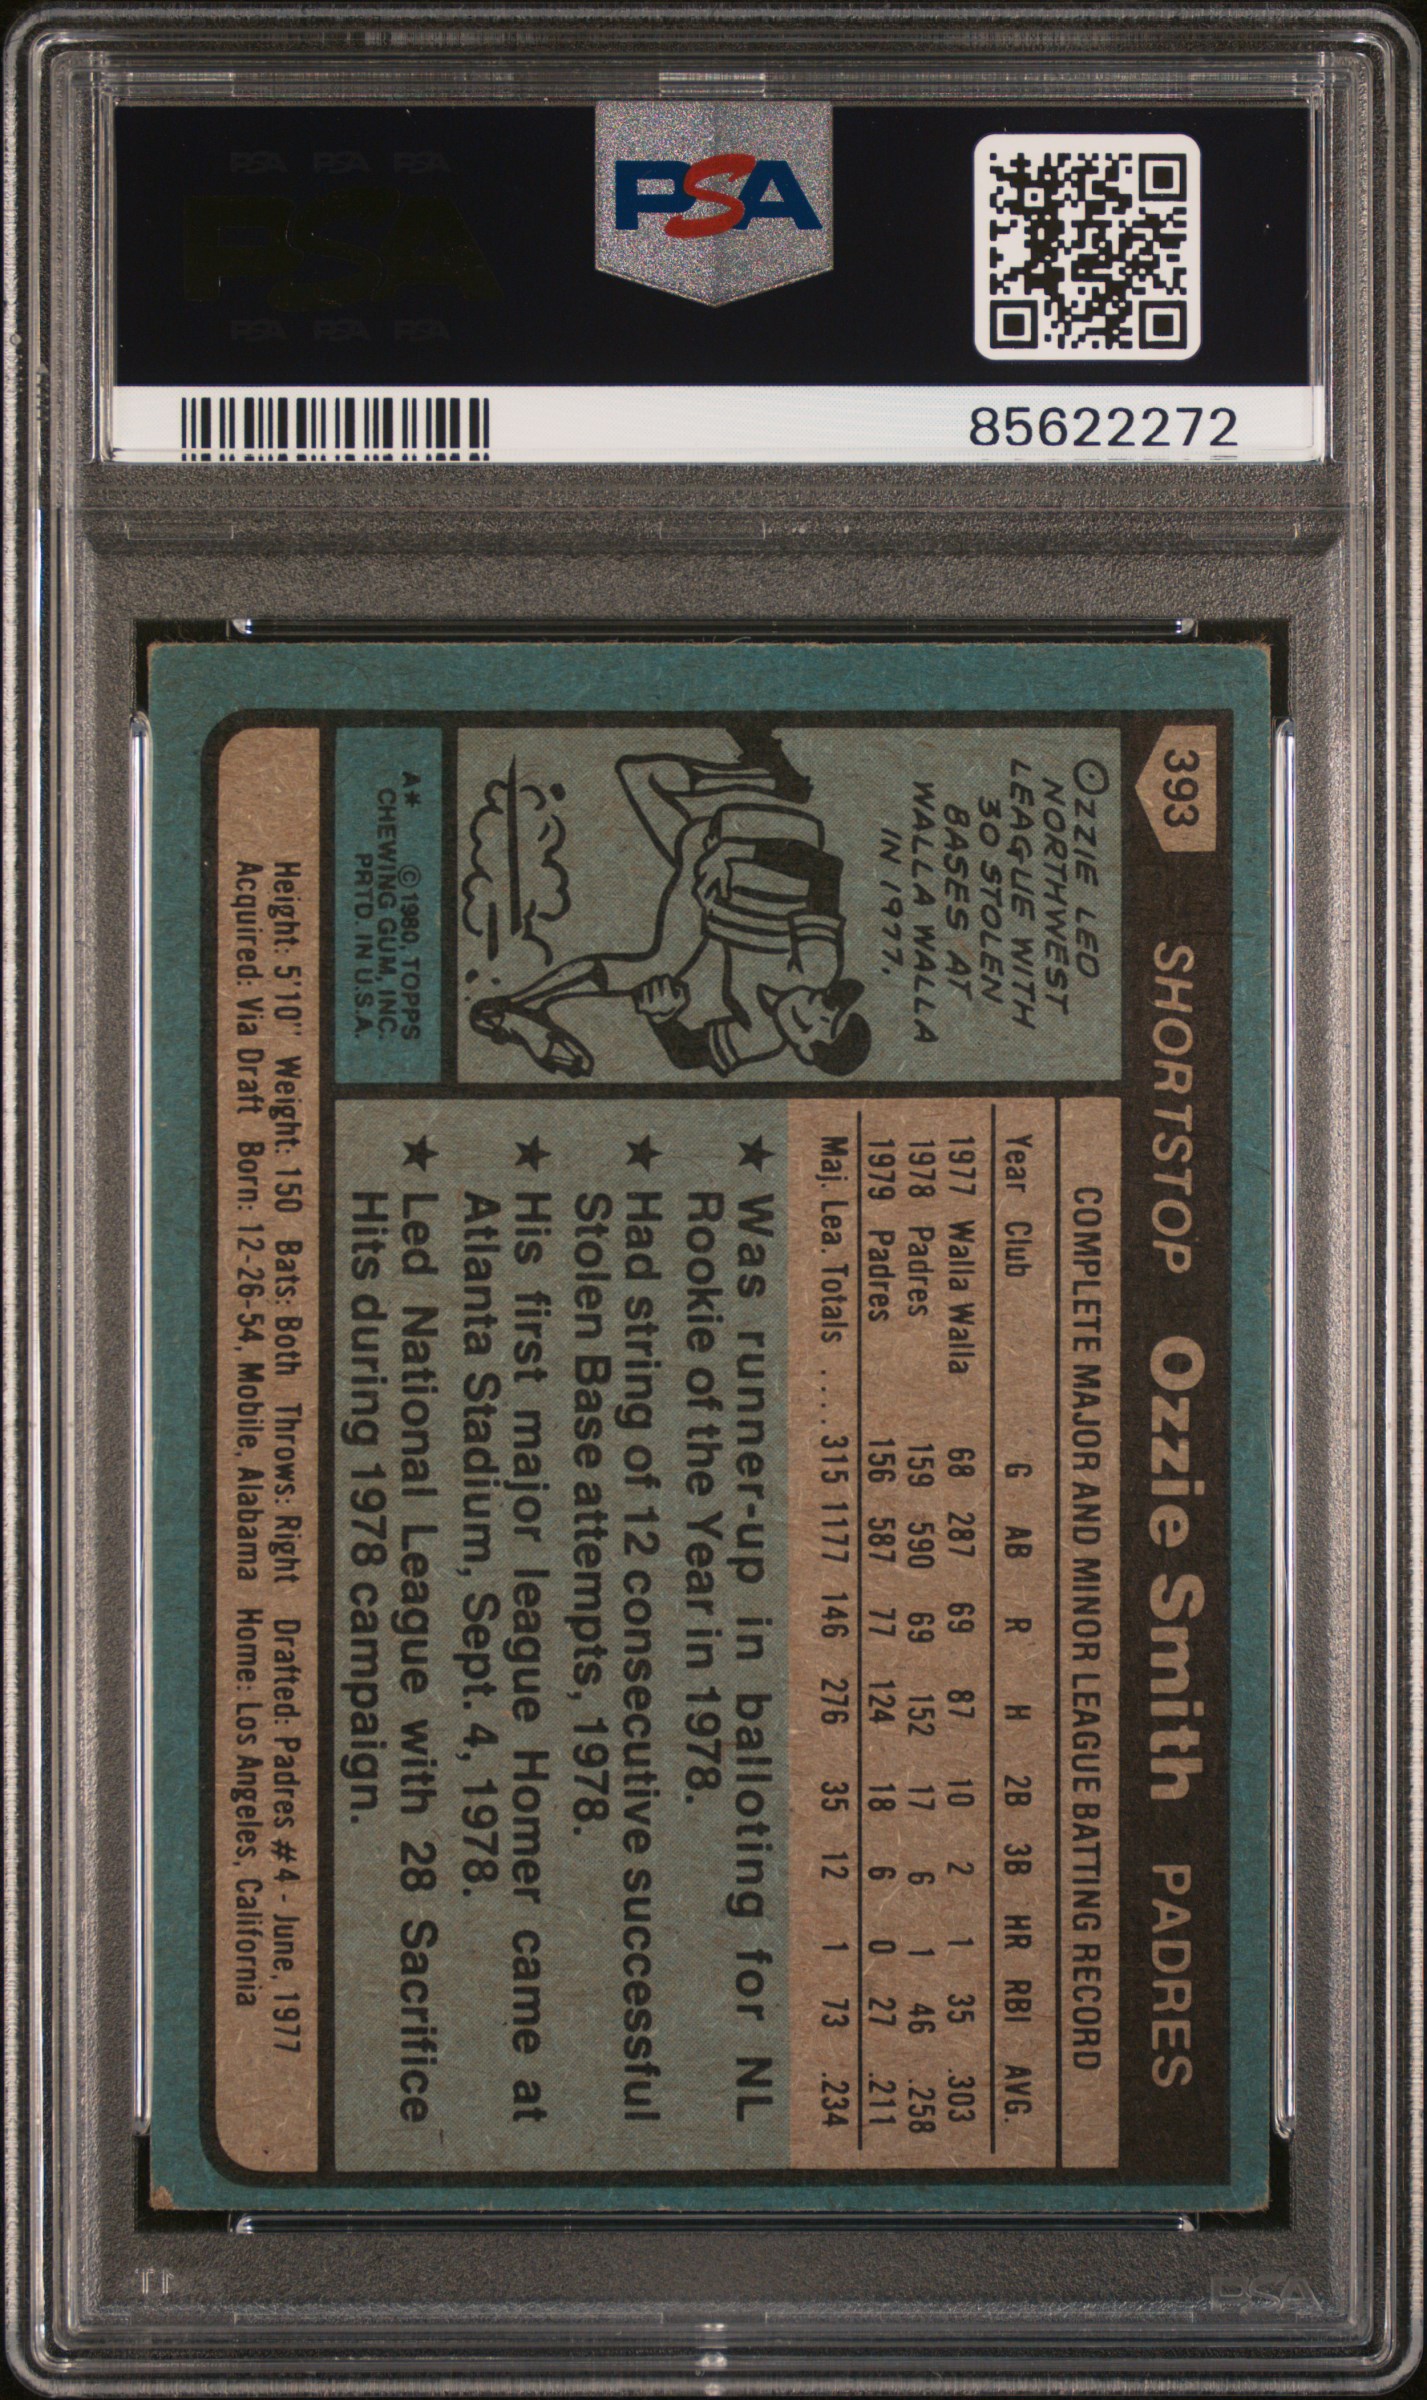 PSA PSA PSA
PSA
PSA PSA PSA
PSA
85622272
393 SHORTSTOP Ozzie Smith PADRES
OZZIE LED
NORTHWEST
LEAGUE WITH
30 STOLEN
BASES AT
WALLA WALLA
IN 1977.
A* © 1980, TOPPS
CHEWING GUM, INC.
PRTD. IN U.S.A.
COMPLETE MAJOR AND MINOR LEAGUE BATTING RECORD
Year Club G AB R H 2B 3B HR RBI AVG.
1977 Walla Walla 68 287 69 87 10 2 1 35 .303
1978 Padres 159 590 69 152 17 6 1 46 .258
1979 Padres 156 587 77 124 18 6 0 27 .211
Maj. Lea. Totals .... 315 1177 146 276 35 12 1 73 .234
★ Was runner-up in balloting for NL
Rookie of the Year in 1978.
★ Had string of 12 consecutive successful
Stolen Base attempts, 1978.
★ His first major league Homer came at
Atlanta Stadium, Sept. 4, 1978.
★ Led National League with 28 Sacrifice
Hits during 1978 campaign.
Height: 5'10" Weight: 150 Bats: Both Throws: Right Drafted: Padres #4 - June, 1977
Acquired: Via Draft Born: 12-26-54, Mobile, Alabama Home: Los Angeles, California
PSA